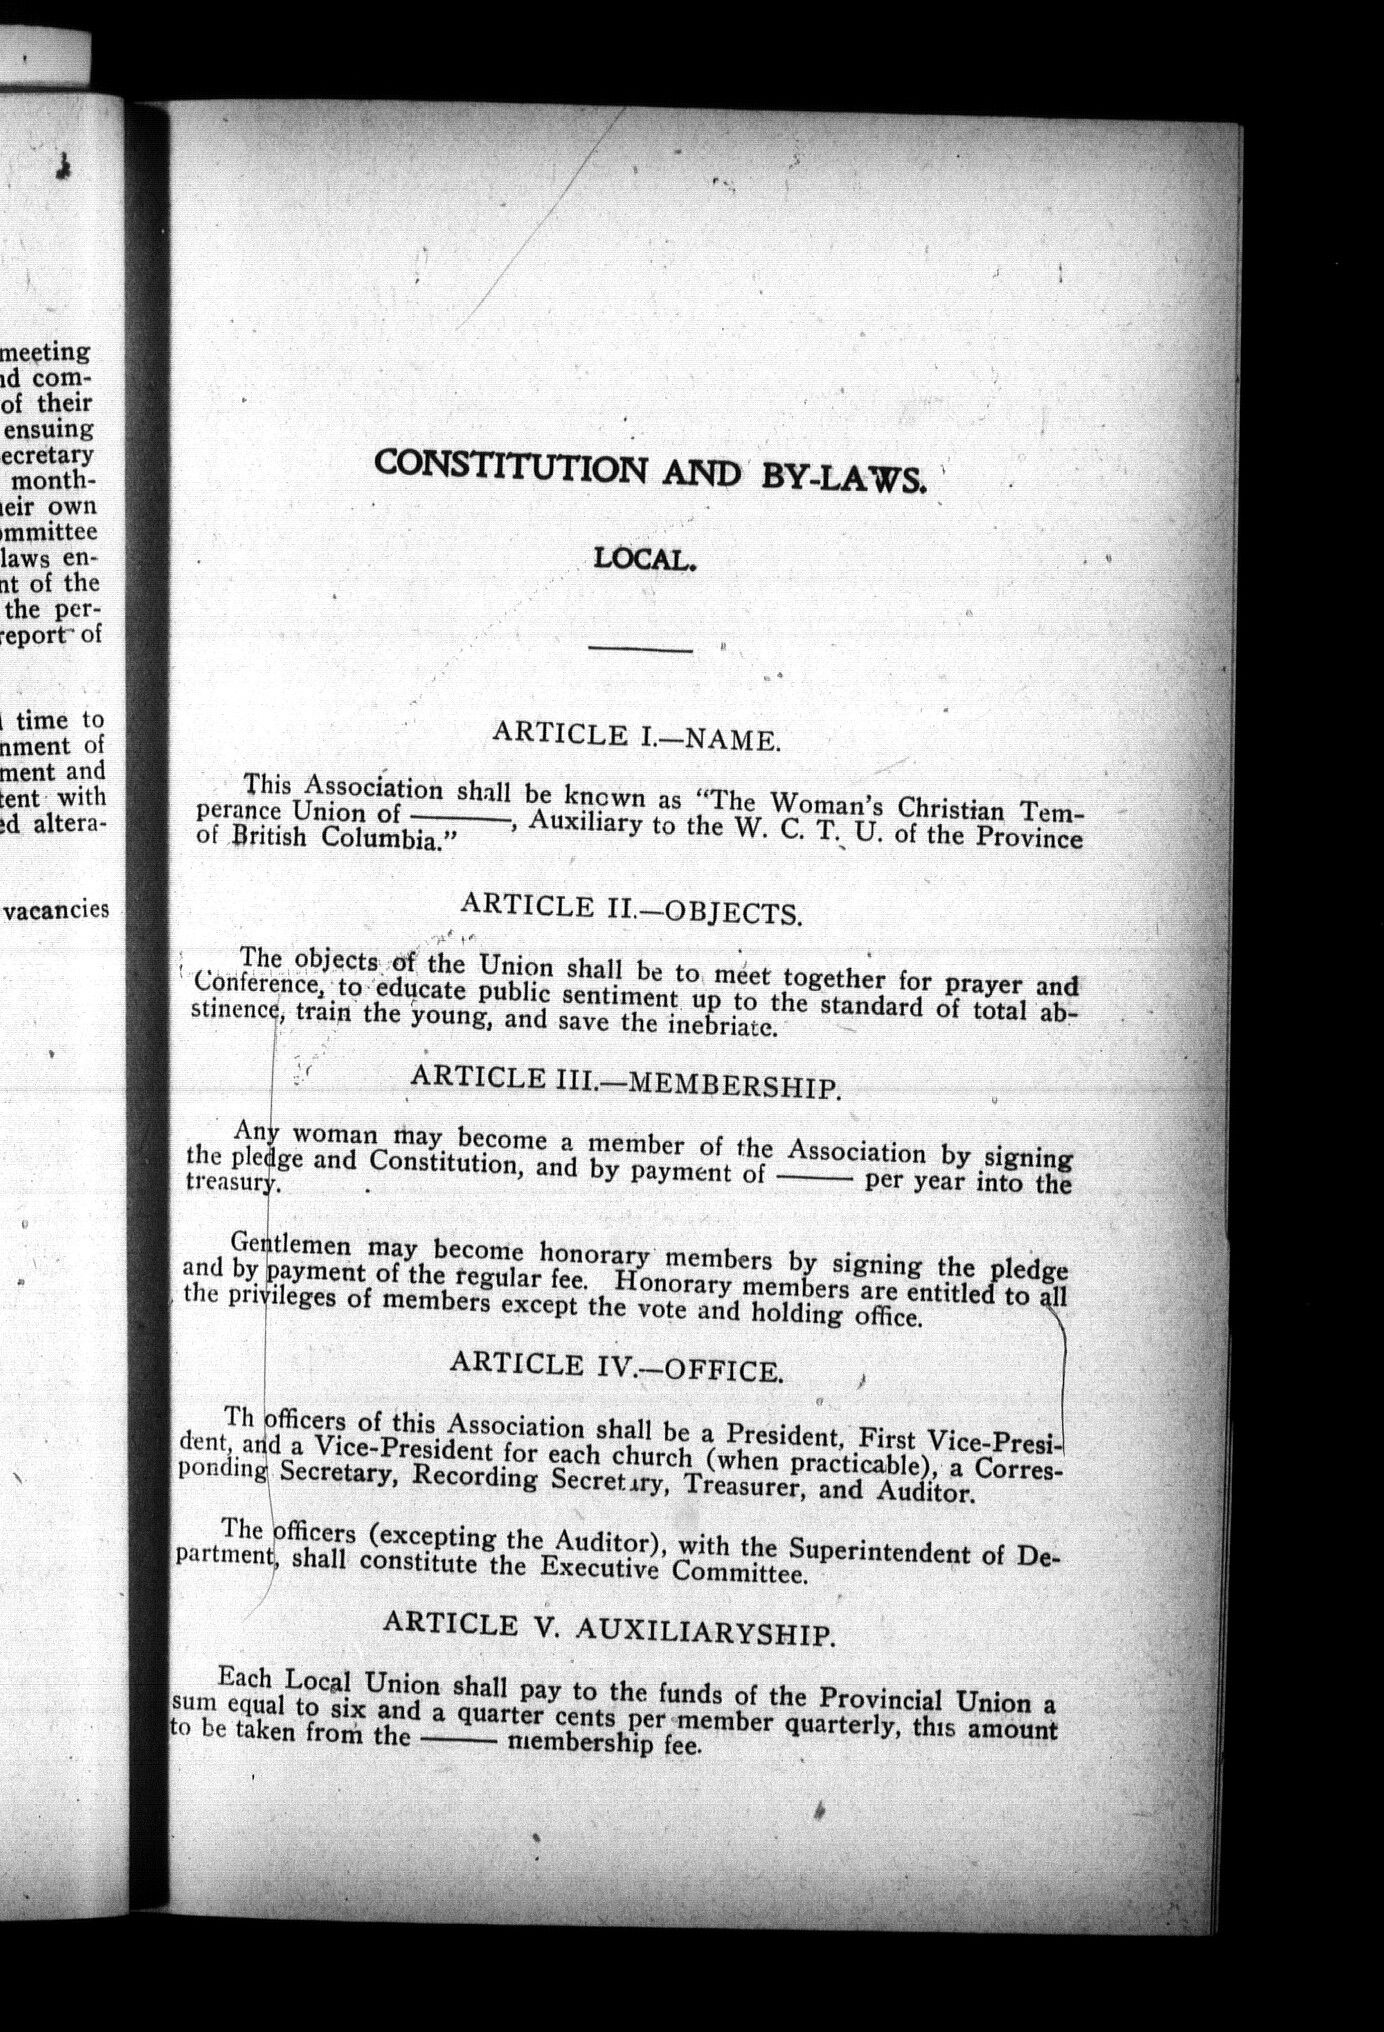 meeting
nd com-
of their
ensuing
ecretary
month-
heir own
ommittee
laws en-
nt of the
the per-
report of
time to
nment of
ment and
tent with
ed altera-
vacancies
CONSTITUTION AND BY-LAWS.
LOCAL.
ARTICLE I.—NAME.
This Association shall be known as “The Woman’s Christian Tem-
perance Union of ———, Auxiliary to the W. C. T. U. of the Province
of British Columbia.”
ARTICLE II.—OBJECTS.
The objects of the Union shall be to meet together for prayer and
Conference, to educate public sentiment up to the standard of total ab-
stinence, train the young, and save the inebriate.
ARTICLE III.—MEMBERSHIP.
Any woman may become a member of the Association by signing
the pledge and Constitution, and by payment of ——— per year into the
treasury.
Gentlemen may become honorary members by signing the pledge
and by payment of the regular fee. Honorary members are entitled to all
the privileges of members except the vote and holding office.
ARTICLE IV.—OFFICE.
Th officers of this Association shall be a President, First Vice-Presi-
dent, and a Vice-President for each church (when practicable), a Corres-
ponding Secretary, Recording Secretary, Treasurer, and Auditor.
The officers (excepting the Auditor), with the Superintendent of De-
partment, shall constitute the Executive Committee.
ARTICLE V. AUXILIARYSHIP.
Each Local Union shall pay to the funds of the Provincial Union a
sum equal to six and a quarter cents per member quarterly, this amount
to be taken from the ——— membership fee.